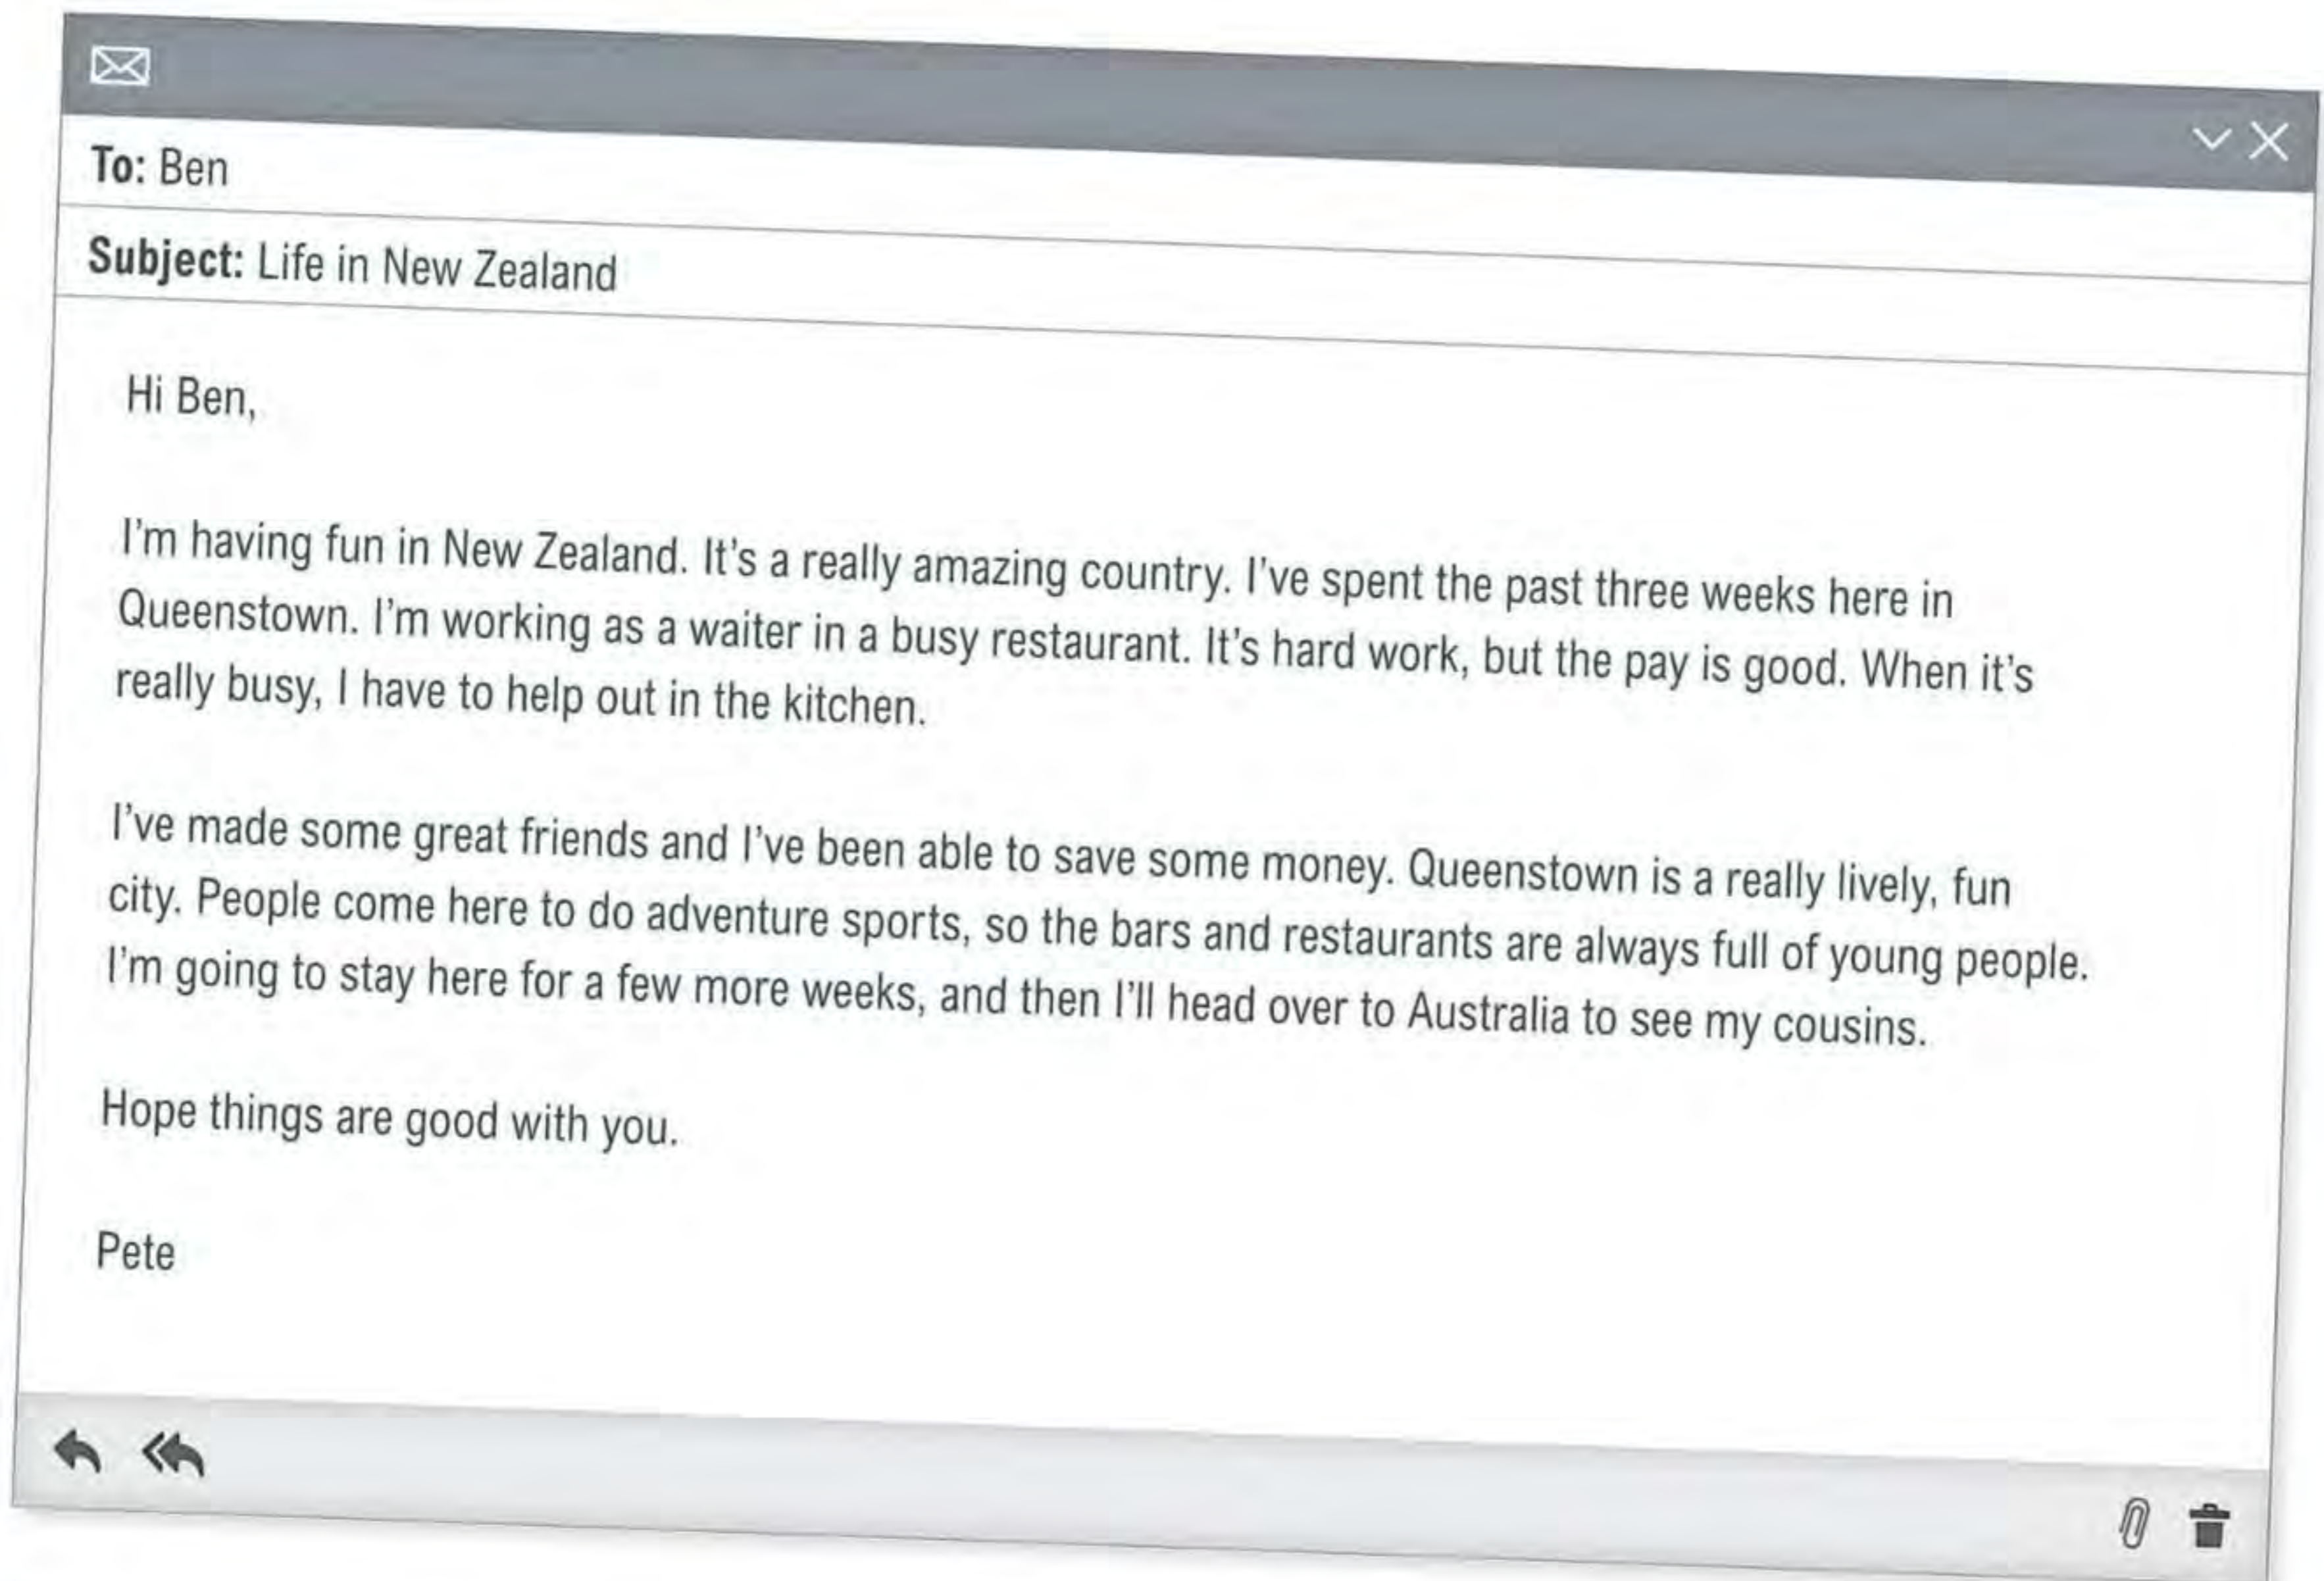 To: Ben
Subject: Life in New Zealand
Hi Ben,
I'm having fun in New Zealand. It's a really amazing country. I've spent the past three weeks here in
Queenstown. I'm working as a waiter in a busy restaurant. It's hard work, but the pay is good. When it's
really busy, I have to help out in the kitchen.
I've made some great friends and I've been able to save some money. Queenstown is a really lively, fun
city. People come here to do adventure sports, so the bars and restaurants are always full of young people.
I'm going to stay here for a few more weeks, and then I'll head over to Australia to see my cousins.
Hope things are good with you.
Pete